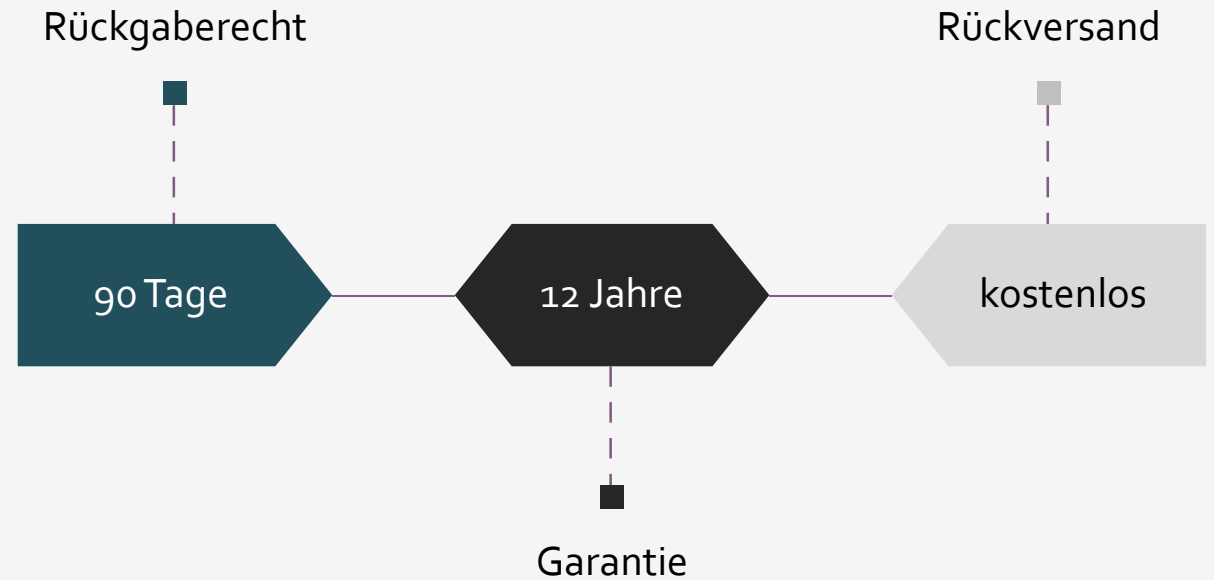 Rückgaberecht
Rückversand
90 Tage
12 Jahre
kostenlos
Garantie